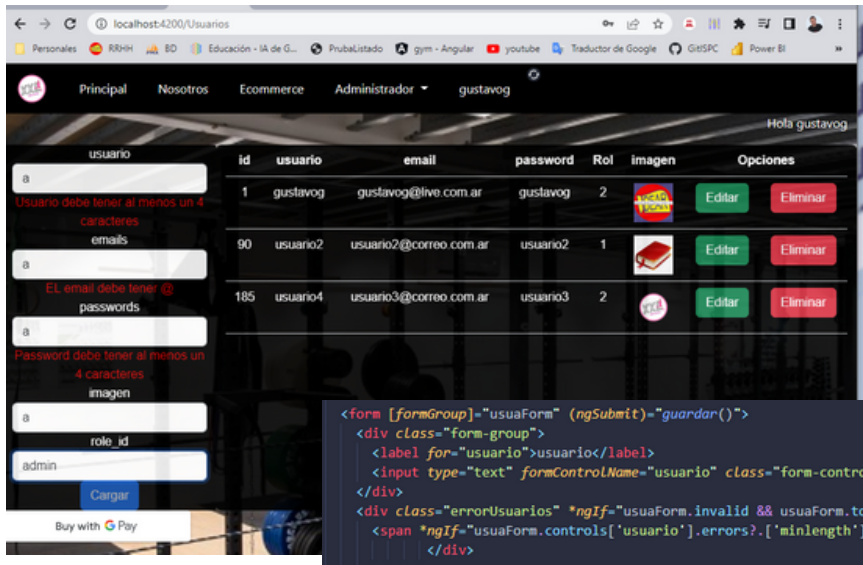 localhost:4200/Usuarios
Personales RRHH BD Educación - IA de G... PrubaListado gym - Angular youtube Traductor de Google GitISPC Power BI »
Principal Nosotros Ecommerce Administrador gustavog
Hola gustavog
usuario
a
Usuario debe tener al menos un 4
caracteres
emails
a
EL email debe tener @
passwords
a
Password debe tener al menos un
4 caracteres
imagen
a
role_id
admin
Cargar
Buy with G Pay
id usuario email password Rol imagen Opciones
1 gustavog gustavog@live.com.ar gustavog 2 Editar Eliminar
90 usuario2 usuario2@correo.com.ar usuario2 1 Editar Eliminar
185 usuario4 usuario3@correo.com.ar usuario3 2 Editar Eliminar
<form [formGroup]="usuaForm" (ngSubmit)="guardar()">
<div class="form-group">
<label for="usuario">usuario</label>
<input type="text" formControlName="usuario" class="form-contro
</div>
<div class="errorUsuarios" *ngIf="usuaForm.invalid && usuaForm.to
<span *ngIf="usuaForm.controls['usuario'].errors?.['minlength']
</div>